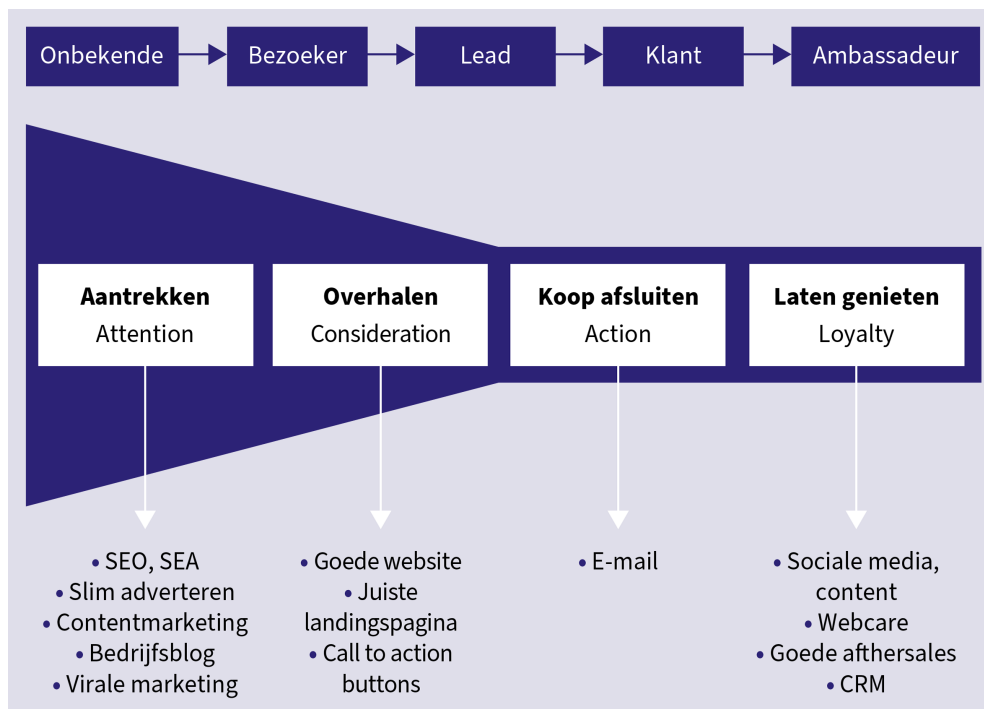 Onbekende
Bezoeker
Lead
Klant
Ambassadeur
Aantrekken
Attention
Overhalen
Consideration
Koop afsluiten
Action
Laten genieten
Loyalty
• SEO, SEA
• Slim adverteren
• Contentmarketing
• Bedrijfsblog
• Virale marketing
• Goede website
• Juiste
landingspagina
• Call to action
buttons
• E-mail
• Sociale media,
content
• Webcare
• Goede afthersales
• CRM